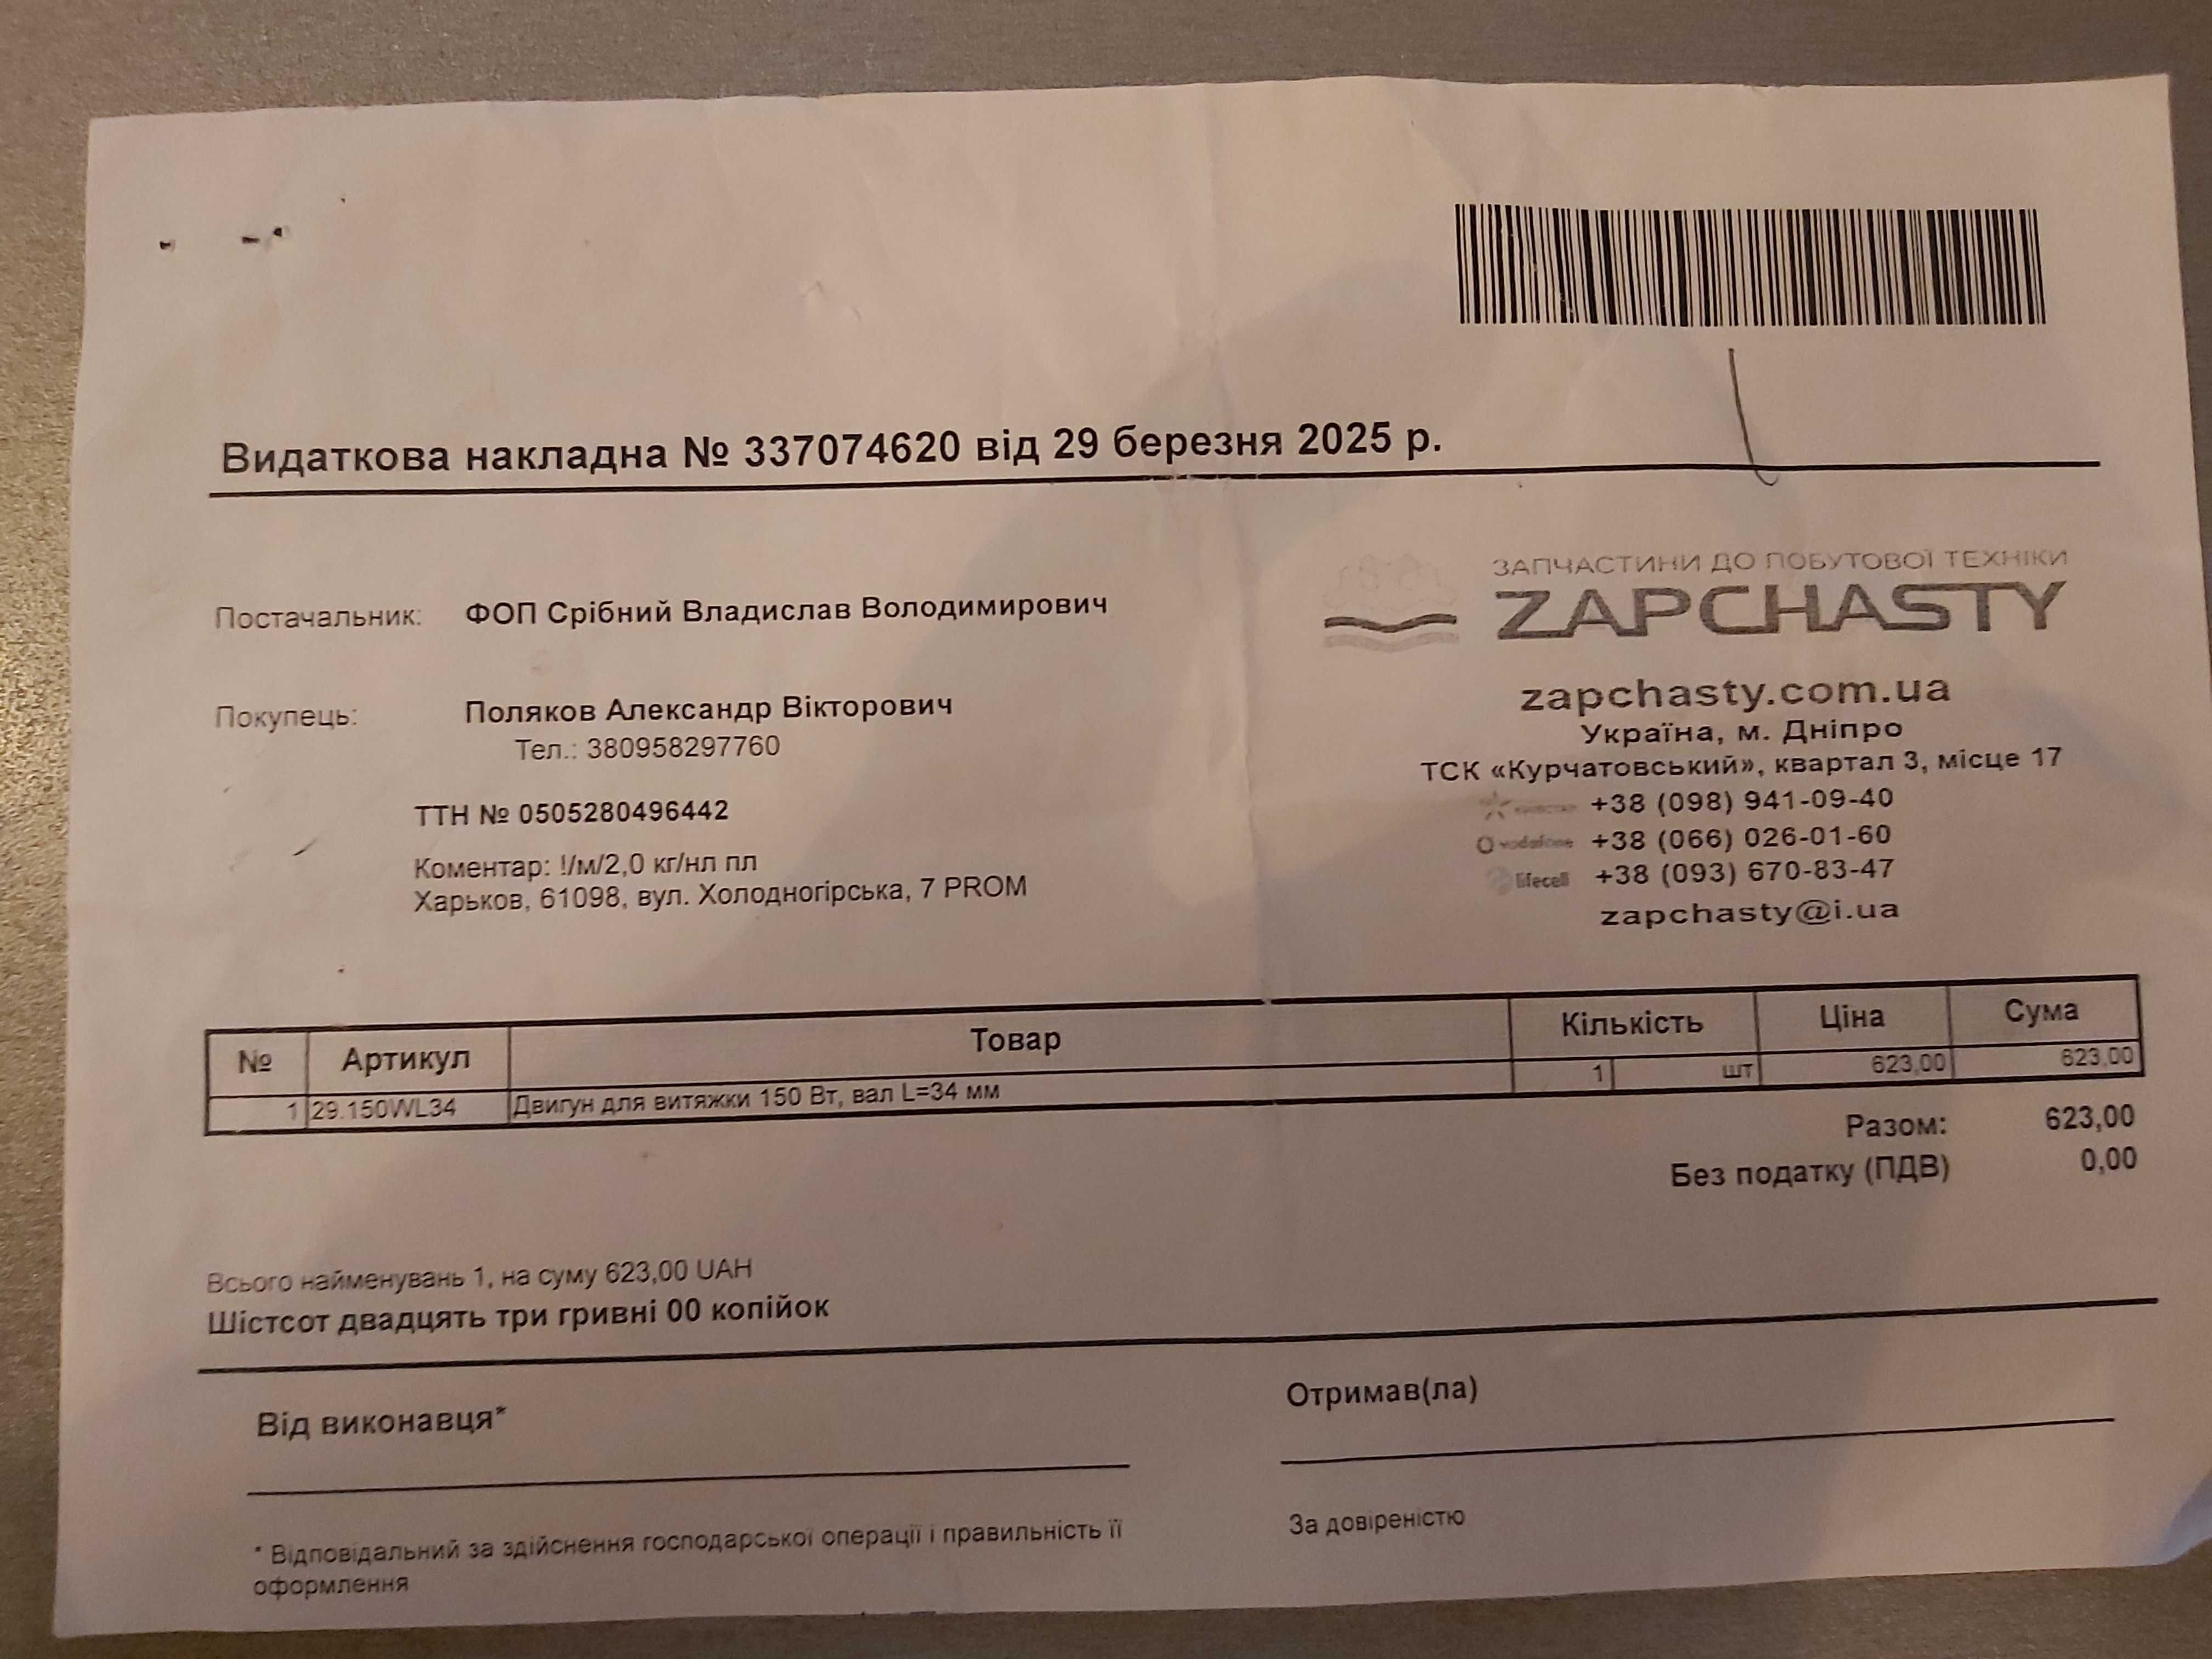 Видаткова накладна № 337074620 від 29 березня 2025 р.
Постачальник: ФОП Срібний Владислав Володимирович
Покупець: Поляков Александр Вікторович
Тел.: 380958297760
ТТН № 0505280496442
Коментар: !/м/2,0 кг/нл пл
Харьков, 61098, вул. Холодногірська, 7 PROM
ЗАПЧАСТИНИ ДО ПОБУТОВОЇ ТЕХНІКИ
ZAPCHASTY
zapchasty.com.ua
Україна, м. Дніпро
ТСК «Курчатовський», квартал 3, місце 17
+38 (098) 941-09-40
vodafone +38 (066) 026-01-60
lifecell +38 (093) 670-83-47
zapchasty@i.ua
№ Артикул Товар Кількість Ціна Сума
1 29.150WL34 Двигун для витяжки 150 Вт, вал L=34 мм 1 шт 623,00 623,00
Разом: 623,00
Без податку (ПДВ) 0,00
Всього найменувань 1, на суму 623,00 UAH
Шістсот двадцять три гривні 00 копійок
Від виконавця*
Отримав(ла)
* Відповідальний за здійснення господарської операції і правильність її
оформлення
За довіреністю